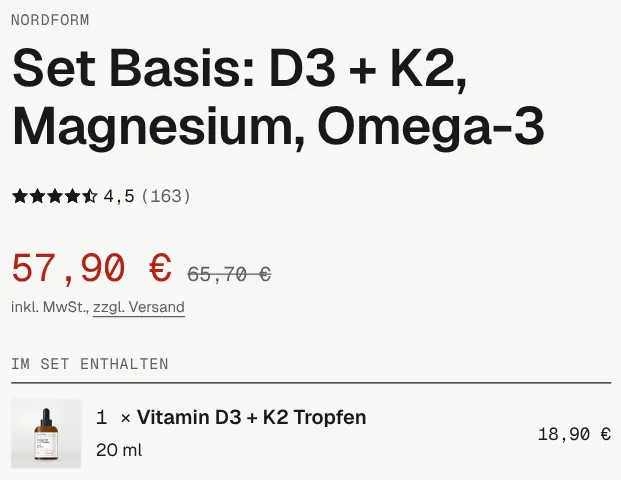 NORDFORM
Set Basis: D3 + K2,
Magnesium, Omega-3
4,5 (163)
57,90 € 65,70 €
inkl. MwSt., zzgl. Versand
IM SET ENTHALTEN
1 × Vitamin D3 + K2 Tropfen
20 ml
18,90 €